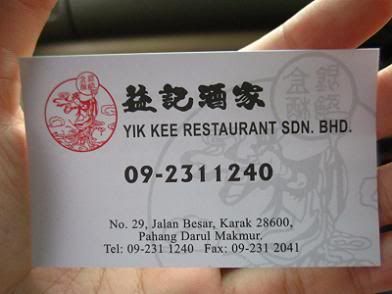 益記酒家
YIK KEE RESTAURANT SDN. BHD.
09-2311240
No. 29, Jalan Besar, Karak 28600,
Pahang Darul Makmur.
Tel: 09-231 1240 Fax: 09-231 2041